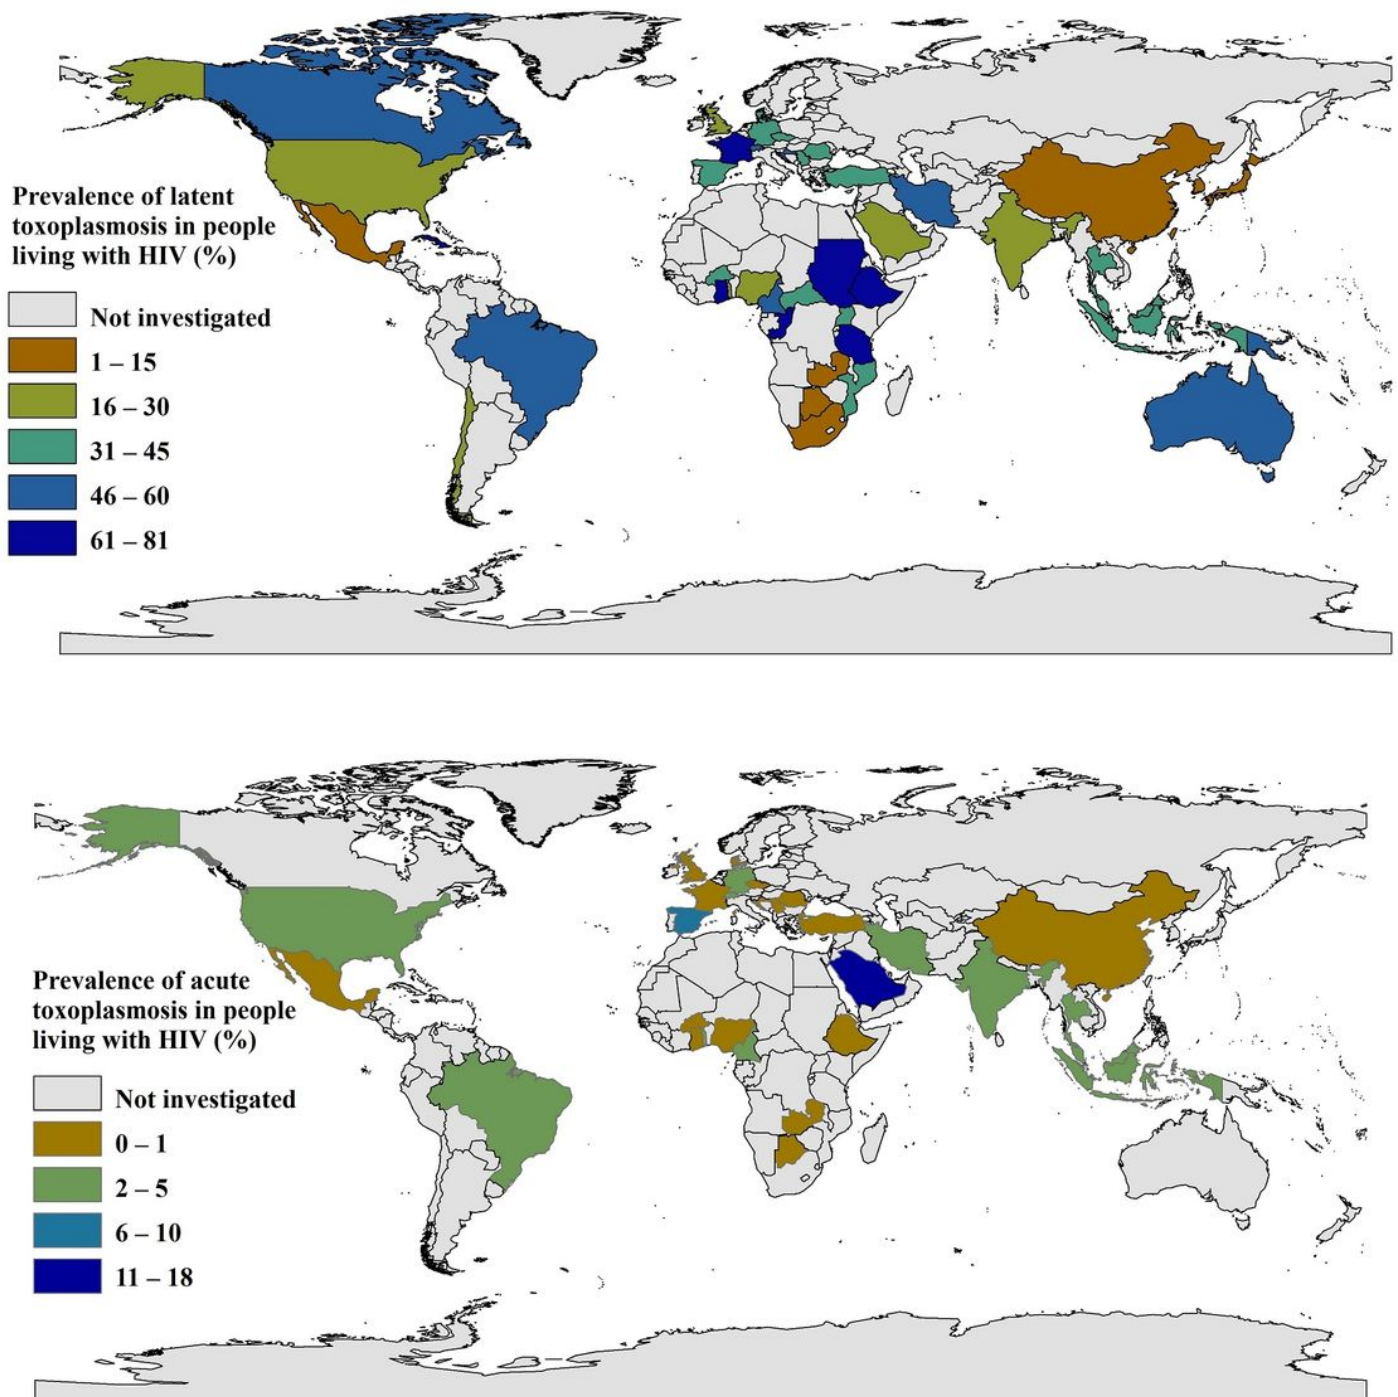 Prevalence of latent
toxoplasmosis in people
living with HIV (%)
Not investigated
1 – 15
16 – 30
31 – 45
46 – 60
61 – 81
Prevalence of acute
toxoplasmosis in people
living with HIV (%)
Not investigated
0 – 1
2 – 5
6 – 10
11 – 18